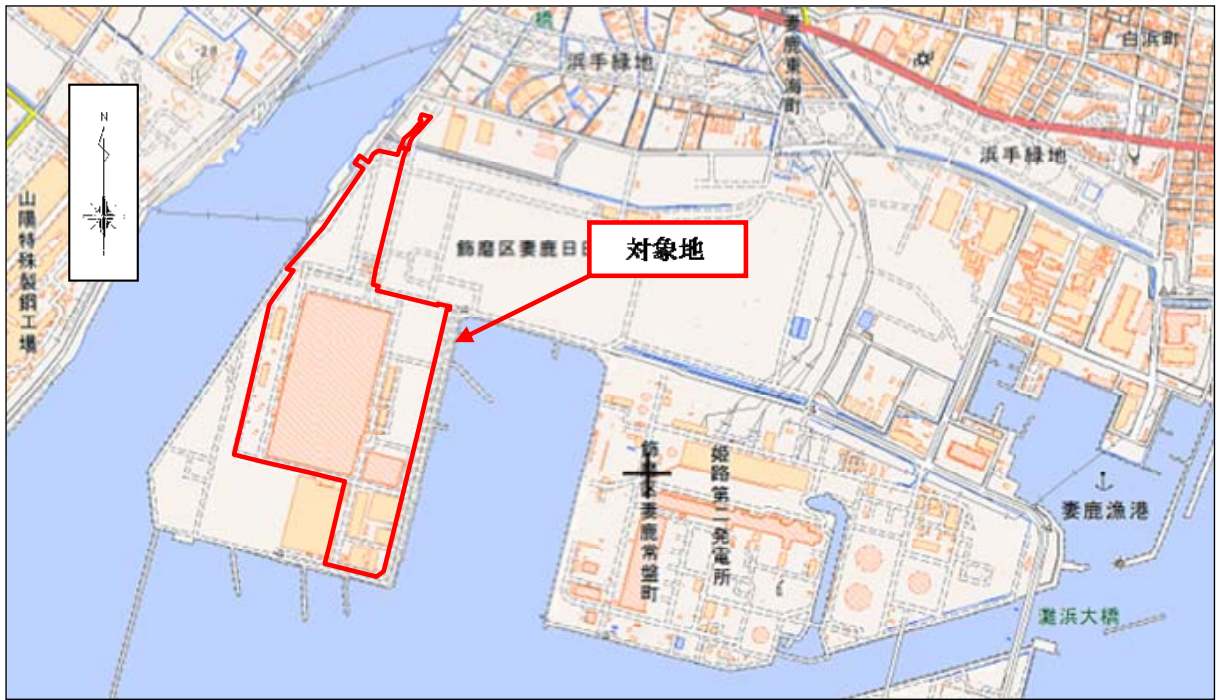 橋
-28
浜手緑地
妻鹿東海町
白浜町
N
浜手緑地
山陽特殊製鋼工場
飾磨区妻鹿日田
対象地
姫路第二発電所
妻鹿常盤町
妻鹿漁港
灘浜大橋